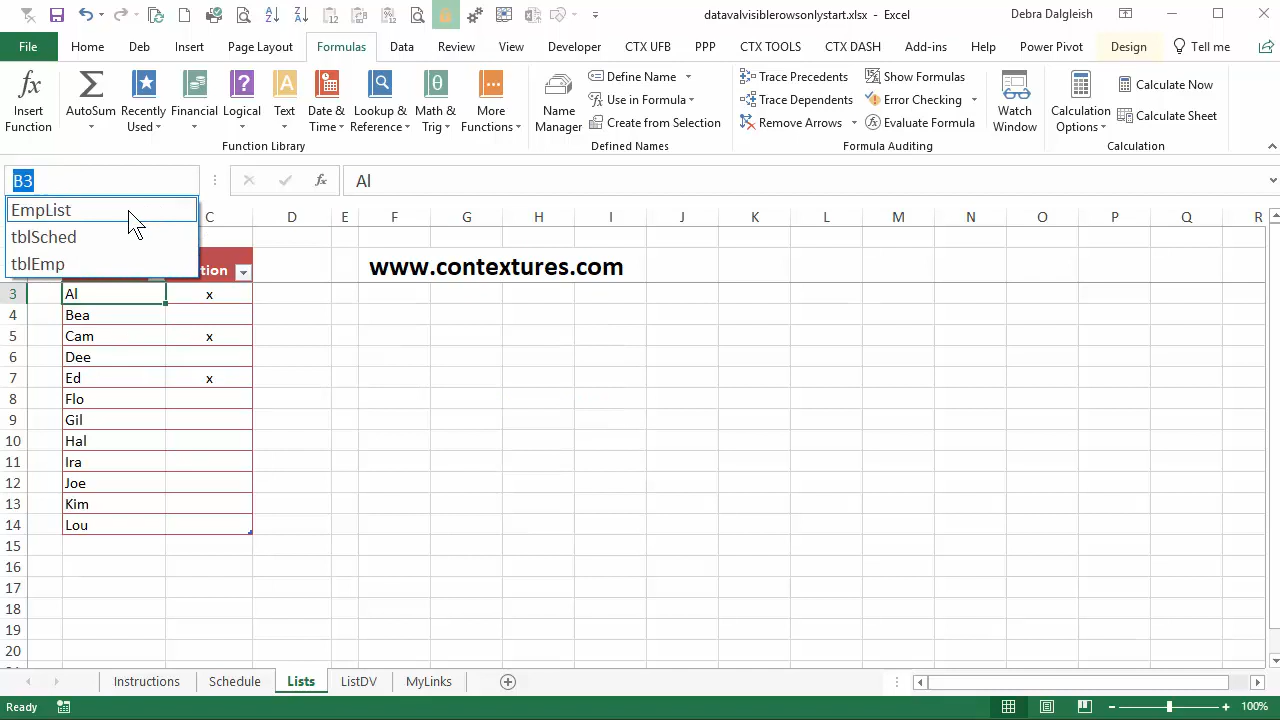 datavalvisiblerowsonlystart.xlsx - Excel
Debra Dalgleish
File Home Deb Insert Page Layout Formulas Data Review View Developer CTX UFB PPP CTX TOOLS CTX DASH Add-ins Help Power Pivot Design Tell me
Insert Function
AutoSum
Recently Used
Financial
Logical
Text
Date & Time
Lookup & Reference
Math & Trig
More Functions
Function Library
Name Manager
Define Name
Use in Formula
Create from Selection
Defined Names
Trace Precedents
Trace Dependents
Remove Arrows
Show Formulas
Error Checking
Evaluate Formula
Formula Auditing
Watch Window
Calculation Options
Calculate Now
Calculate Sheet
Calculation
B3
fx
Al
EmpList
tblSched
tblEmp
C D E F G H I J K L M N O P Q R
tion
www.contextures.com
3 Al x
4 Bea
5 Cam x
6 Dee
7 Ed x
8 Flo
9 Gil
10 Hal
11 Ira
12 Joe
13 Kim
14 Lou
15
16
17
18
19
20
Instructions Schedule Lists ListDV MyLinks
Ready
100%